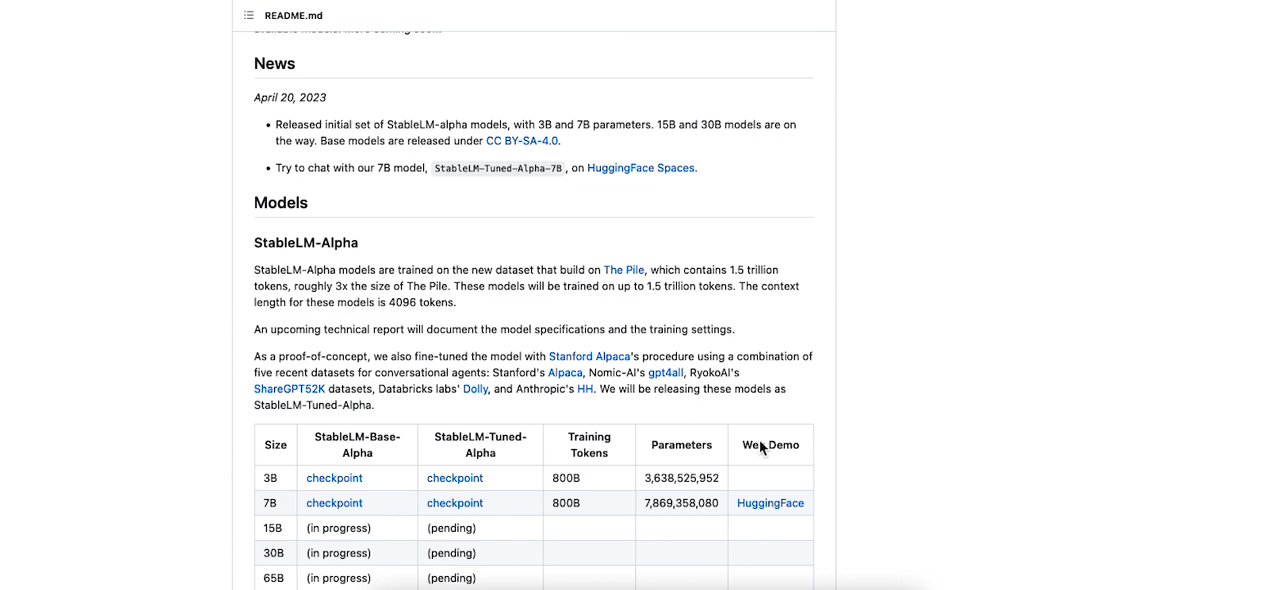 README.md
available models. more coming soon.
News
April 20, 2023
• Released initial set of StableLM-alpha models, with 3B and 7B parameters. 15B and 30B models are on
the way. Base models are released under CC BY-SA-4.0.
• Try to chat with our 7B model, StableLM-Tuned-Alpha-7B , on HuggingFace Spaces.
Models
StableLM-Alpha
StableLM-Alpha models are trained on the new dataset that build on The Pile, which contains 1.5 trillion
tokens, roughly 3x the size of The Pile. These models will be trained on up to 1.5 trillion tokens. The context
length for these models is 4096 tokens.
An upcoming technical report will document the model specifications and the training settings.
As a proof-of-concept, we also fine-tuned the model with Stanford Alpaca's procedure using a combination of
five recent datasets for conversational agents: Stanford's Alpaca, Nomic-AI's gpt4all, RyokoAI's
ShareGPT52K datasets, Databricks labs' Dolly, and Anthropic's HH. We will be releasing these models as
StableLM-Tuned-Alpha.
Size StableLM-Base-Alpha StableLM-Tuned-Alpha Training Tokens Parameters Web Demo
3B checkpoint checkpoint 800B 3,638,525,952
7B checkpoint checkpoint 800B 7,869,358,080 HuggingFace
15B (in progress) (pending)
30B (in progress) (pending)
65B (in progress) (pending)